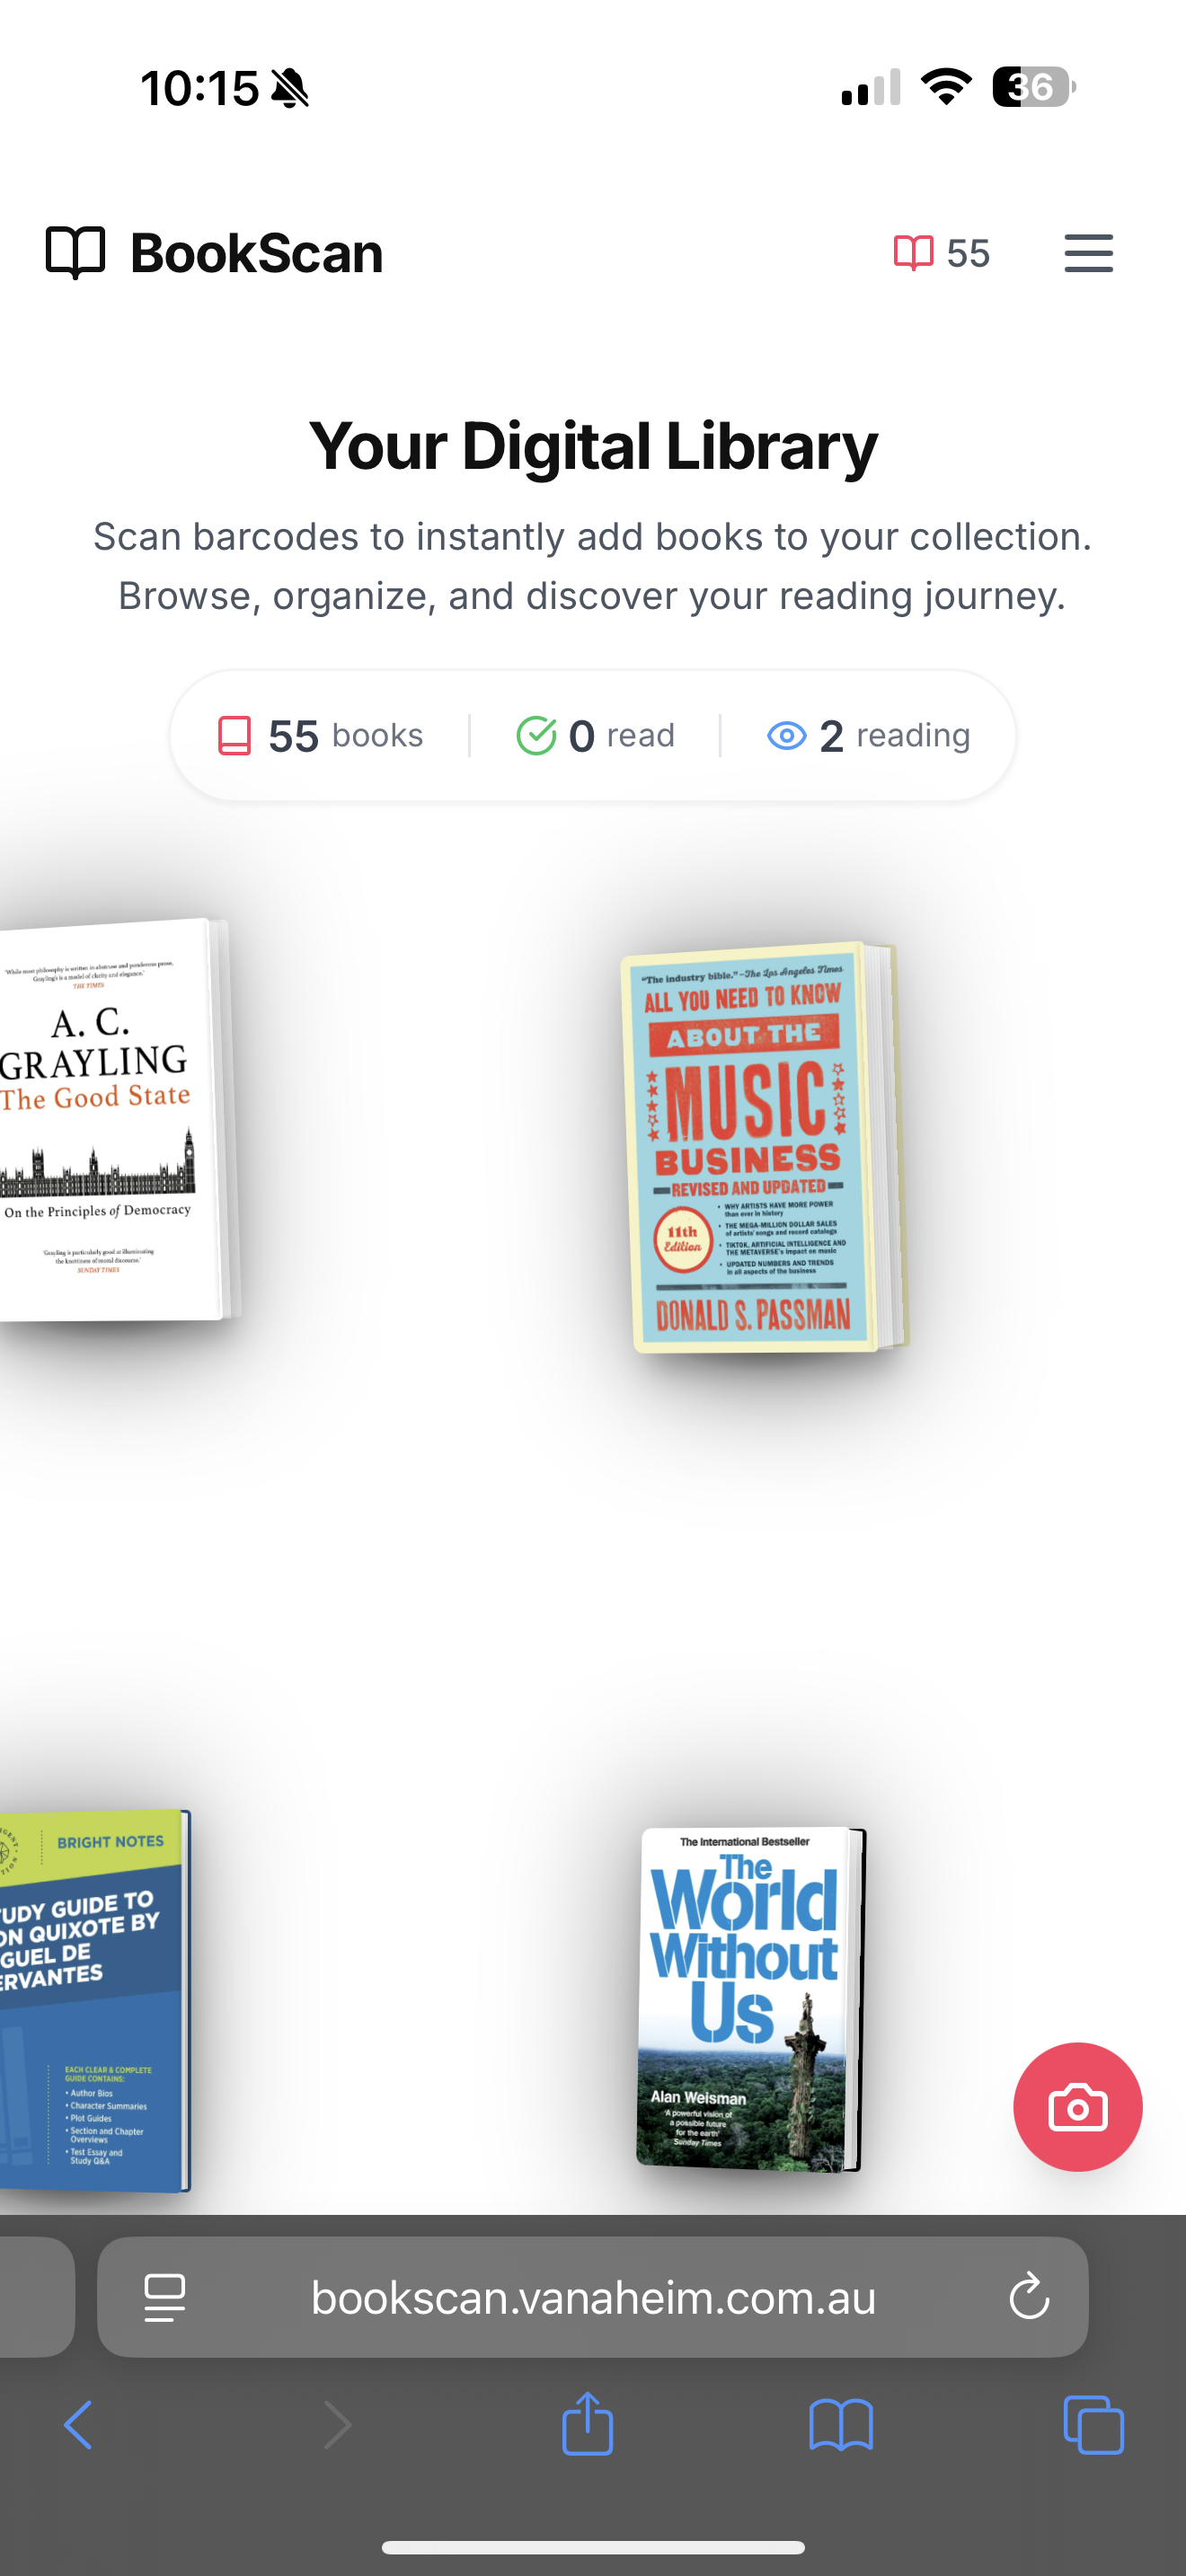 10:15
36
BookScan
55
Your Digital Library
Scan barcodes to instantly add books to your collection.
Browse, organize, and discover your reading journey.
55 books
0 read
2 reading
'While most philosophy is written in abstruse and ponderous prose,
Grayling's is a model of clarity and elegance.'
THE TIMES
A. C.
GRAYLING
The Good State
On the Principles of Democracy
'Grayling is particularly good at illuminating
the knottiness of moral discourse.'
SUNDAY TIMES
"The industry bible." –The Los Angeles Times
ALL YOU NEED TO KNOW
ABOUT THE
MUSIC
BUSINESS
REVISED AND UPDATED
11th
Edition
• WHY ARTISTS HAVE MORE POWER
than ever in history
• THE MEGA-MILLION DOLLAR SALES
of artists' songs and record catalogs
• TIKTOK, ARTIFICIAL INTELLIGENCE AND
THE METAVERSE's impact on music
• UPDATED NUMBERS AND TRENDS
in all aspects of the business
DONALD S. PASSMAN
BRIGHT NOTES
TUDY GUIDE TO
ON QUIXOTE BY
GUEL DE
ERVANTES
EACH CLEAR & COMPLETE
GUIDE CONTAINS:
• Author Bios
• Character Summaries
• Plot Guides
• Section and Chapter
Overviews
• Test Essay and
Study Q&A
The International Bestseller
The
World
Without
Us
Alan Weisman
'A powerful vision of
a possible future
for the earth'
Sunday Times
bookscan.vanaheim.com.au